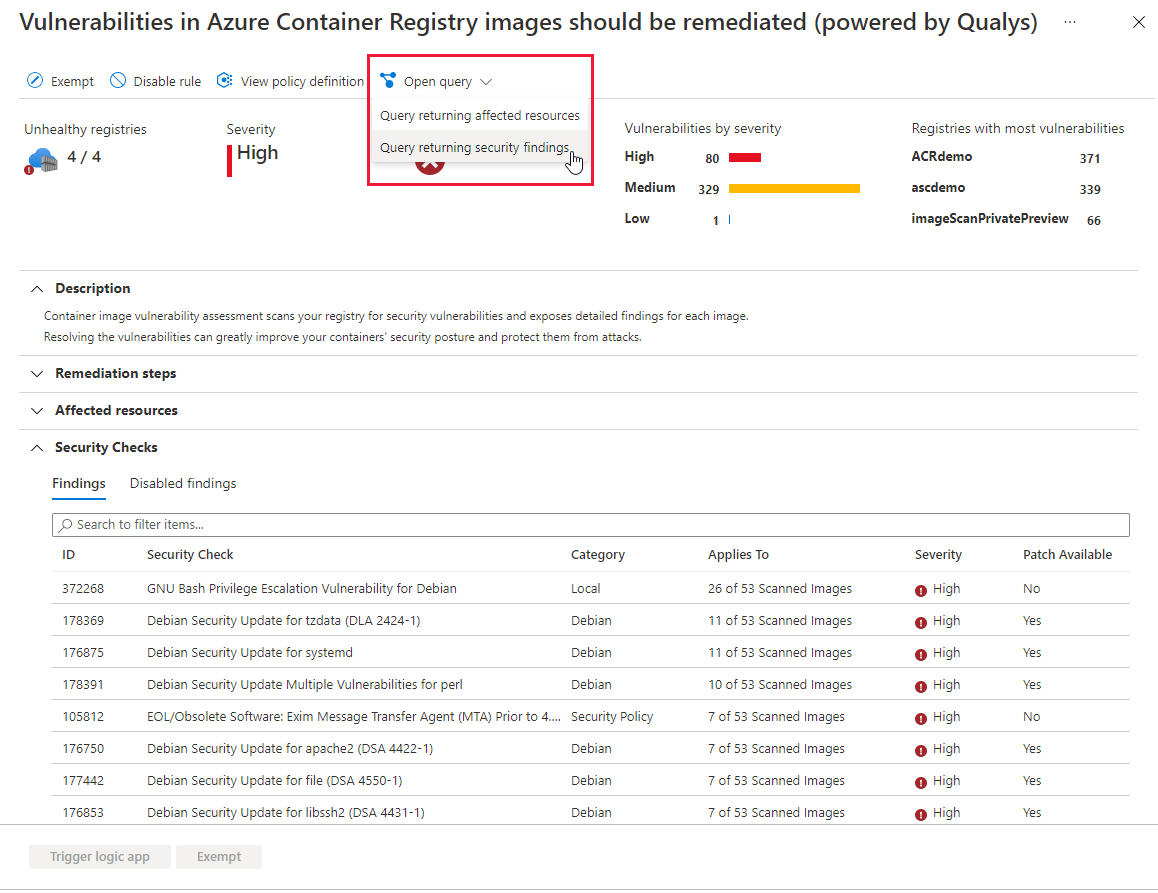 Vulnerabilities in Azure Container Registry images should be remediated (powered by Qualys) ...
Exempt Disable rule View policy definition Open query
Query returning affected resources
Query returning security findings
Unhealthy registries
4 / 4
Severity
High
Vulnerabilities by severity
High 80
Medium 329
Low 1
Registries with most vulnerabilities
ACRdemo 371
ascdemo 339
imageScanPrivatePreview 66
Description
Container image vulnerability assessment scans your registry for security vulnerabilities and exposes detailed findings for each image.
Resolving the vulnerabilities can greatly improve your containers' security posture and protect them from attacks.
Remediation steps
Affected resources
Security Checks
Findings Disabled findings
Search to filter items...
ID Security Check Category Applies To Severity Patch Available
372268 GNU Bash Privilege Escalation Vulnerability for Debian Local 26 of 53 Scanned Images High No
178369 Debian Security Update for tzdata (DLA 2424-1) Debian 11 of 53 Scanned Images High Yes
176875 Debian Security Update for systemd Debian 11 of 53 Scanned Images High Yes
178391 Debian Security Update Multiple Vulnerabilities for perl Debian 10 of 53 Scanned Images High Yes
105812 EOL/Obsolete Software: Exim Message Transfer Agent (MTA) Prior to 4.... Security Policy 7 of 53 Scanned Images High No
176750 Debian Security Update for apache2 (DSA 4422-1) Debian 7 of 53 Scanned Images High Yes
177442 Debian Security Update for file (DSA 4550-1) Debian 7 of 53 Scanned Images High Yes
176853 Debian Security Update for libssh2 (DSA 4431-1) Debian 7 of 53 Scanned Images High Yes
Trigger logic app Exempt